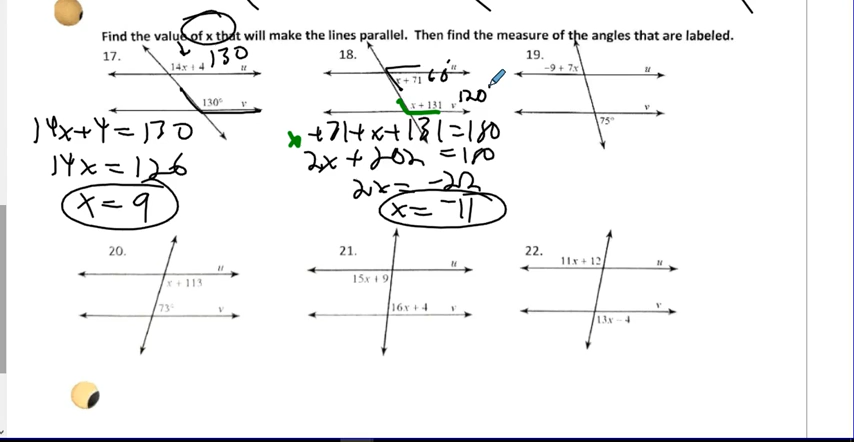 Find the value of x that will make the lines parallel. Then find the measure of the angles that are labeled.
17.
14x + 4
130
u
130°
v
14x+4=130
14x=126
x=9
18.
x + 71
60°
u
x + 131
v
120
x+71+x+131=180
2x+202=180
2x=-22
x=-11
19.
-9 + 7x
u
v
75°
20.
u
x + 113
73°
v
21.
u
15x + 9
16x + 4
v
22.
11x + 12
u
v
13x - 4